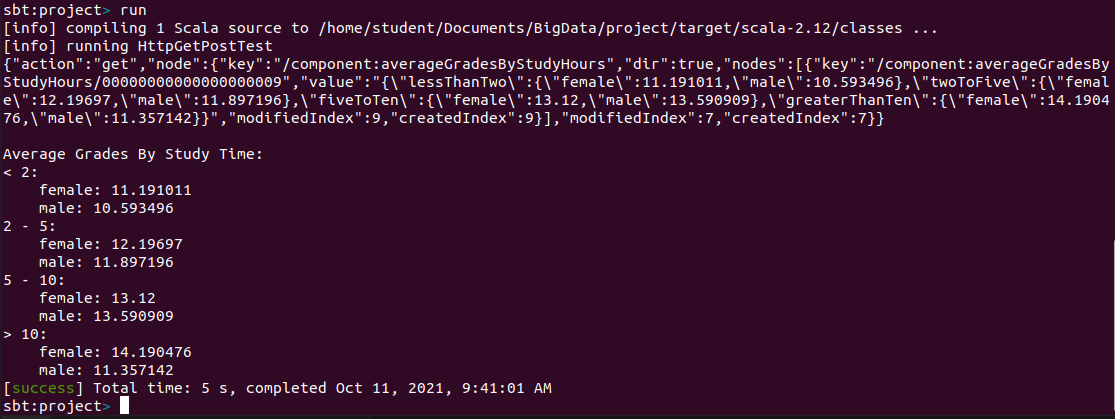 sbt:project> run
[info] compiling 1 Scala source to /home/student/Documents/BigData/project/target/scala-2.12/classes ...
[info] running HttpGetPostTest
{"action":"get","node":{"key":"/component:averageGradesByStudyHours","dir":true,"nodes":[{"key":"/component:averageGradesBy
StudyHours/00000000000000000009","value":"{\"lessThanTwo\":{\"female\":11.191011,\"male\":10.593496},\"twoToFive\":{\"femal
e\":12.19697,\"male\":11.897196},\"fiveToTen\":{\"female\":13.12,\"male\":13.590909},\"greaterThanTen\":{\"female\":14.1904
76,\"male\":11.357142}}","modifiedIndex":9,"createdIndex":9}],"modifiedIndex":7,"createdIndex":7}}
Average Grades By Study Time:
< 2:
    female: 11.191011
    male: 10.593496
2 - 5:
    female: 12.19697
    male: 11.897196
5 - 10:
    female: 13.12
    male: 13.590909
> 10:
    female: 14.190476
    male: 11.357142
[success] Total time: 5 s, completed Oct 11, 2021, 9:41:01 AM
sbt:project>